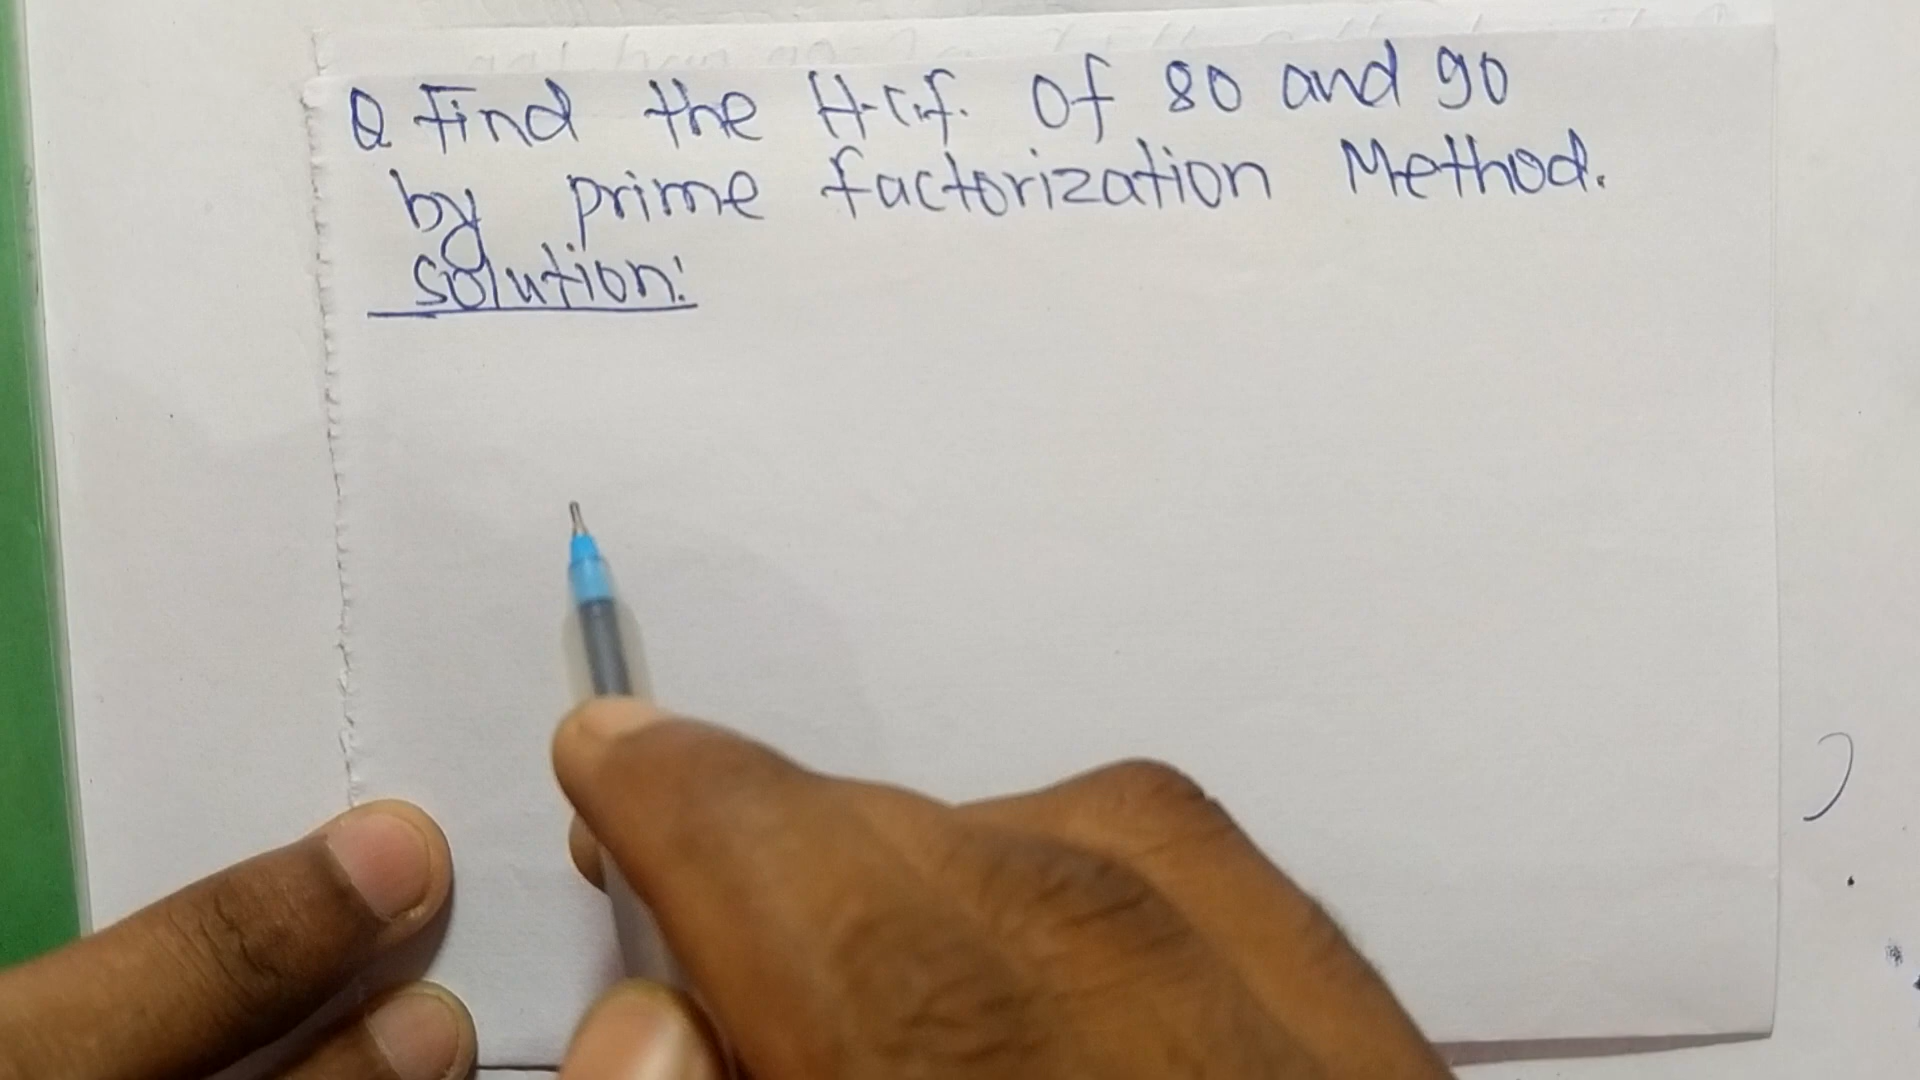 Q Find the H.C.f. Of 80 and 90
by prime factorization Method.
solution: